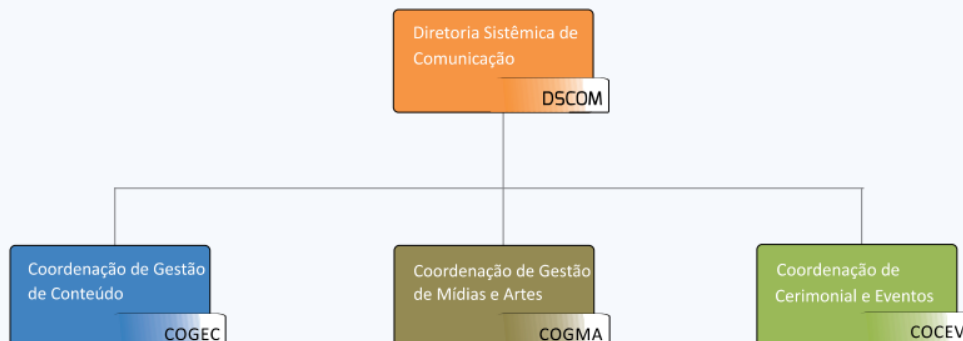 Diretoria Sistêmica de
Comunicação
DSCOM
Coordenação de Gestão
de Conteúdo
COGEC
Coordenação de Gestão
de Mídias e Artes
COGMA
Coordenação de
Cerimonial e Eventos
COCEV